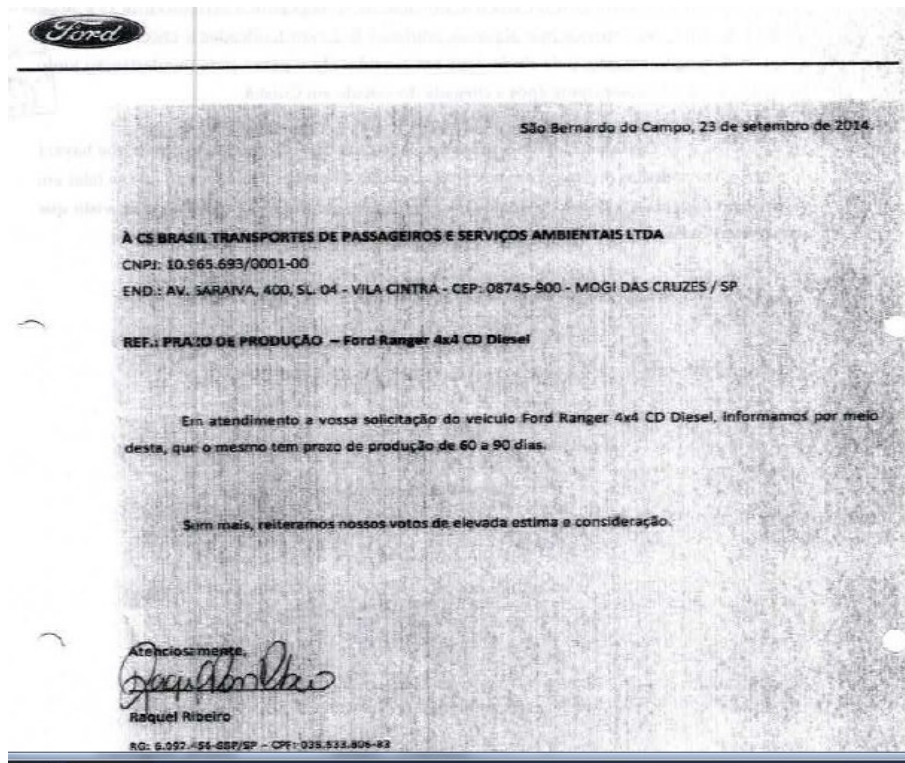 Ford
São Bernardo do Campo, 23 de setembro de 2014.
À CS BRASIL TRANSPORTES DE PASSAGEIROS E SERVIÇOS AMBIENTAIS LTDA
CNPJ: 10.965.693/0001-00
END.: AV. SARAIVA, 400, SL. 04 - VILA CINTRA - CEP: 08745-900 - MOGI DAS CRUZES / SP
REF.: PRAZO DE PRODUÇÃO – Ford Ranger 4x4 CD Diesel
Em atendimento a vossa solicitação do veiculo Ford Ranger 4x4 CD Diesel, informamos por meio
desta, que o mesmo tem prazo de produção de 60 a 90 dias.
Sem mais, reiteramos nossos votos de elevada estima e consideração.
Atenciosamente,
Raquel Ribeiro
RG: - CPF: